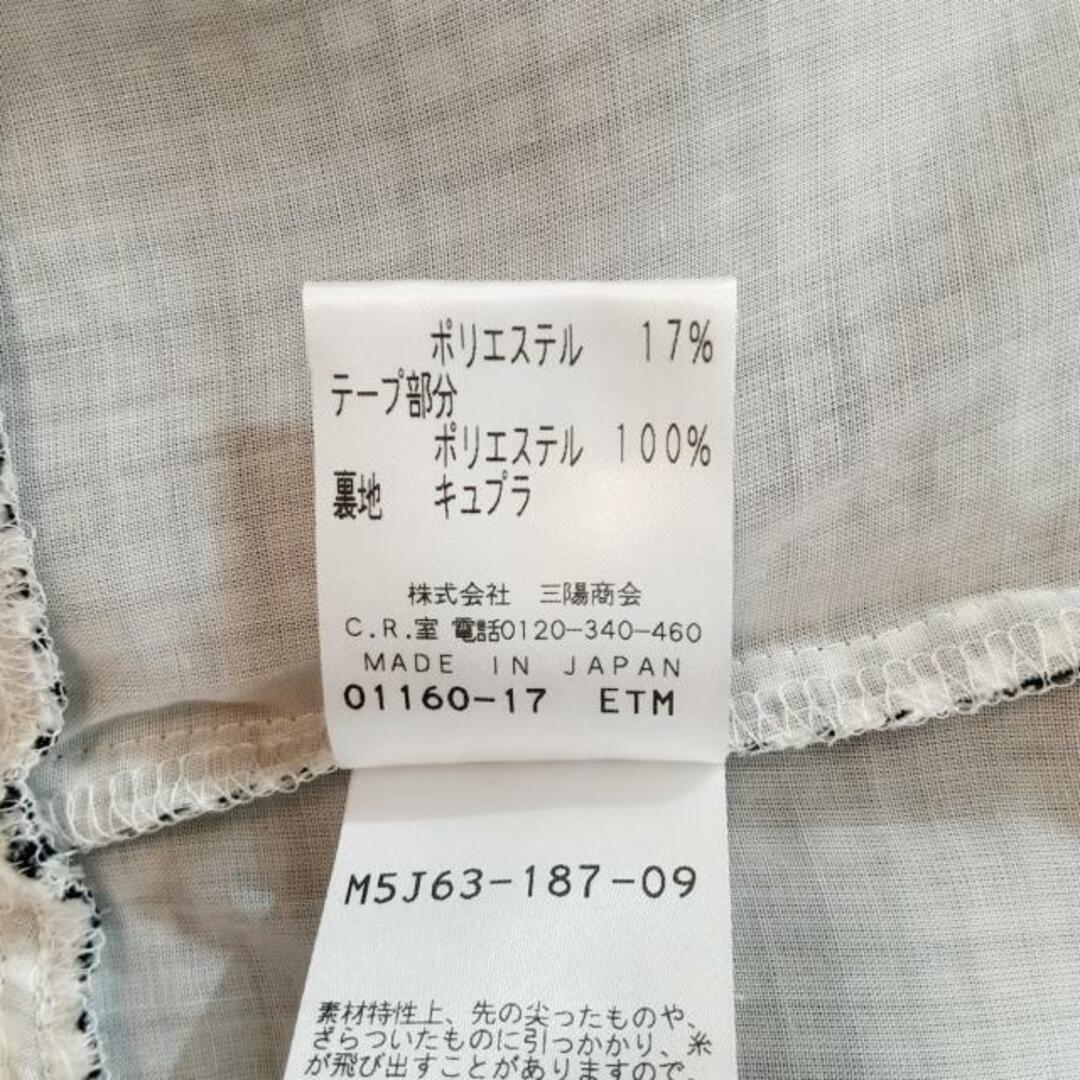 ポリエステル 17%
テープ部分
ポリエステル 100%
裏地 キュプラ
株式会社 三陽商会
C.R.室 電話0120-340-460
MADE IN JAPAN
01160-17 ETM
M5J63-187-09
素材特性上、先の尖ったものや、
ざらついたものに引っかかり、糸
が飛び出すことがありますので、